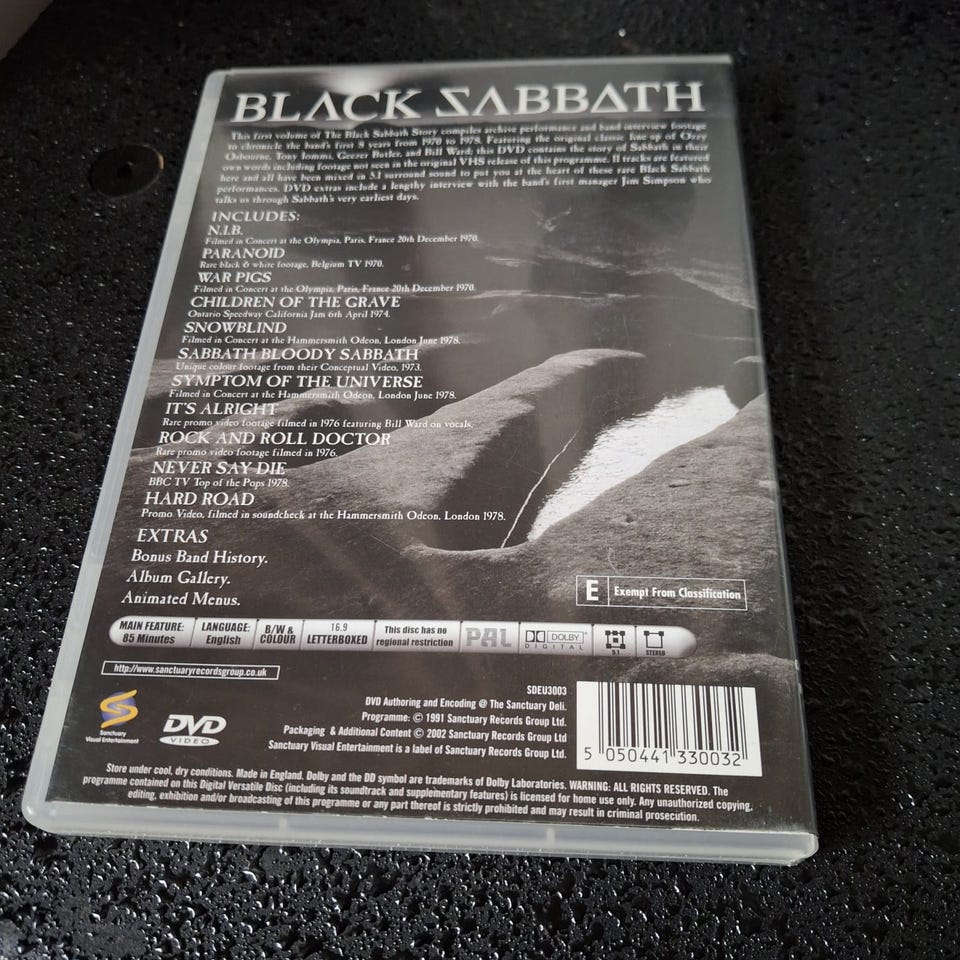 BLACK SABBATH
This first volume of The Black Sabbath Story compiles archive performance and band interview footage
to chronicle the band's first 8 years from 1970 to 1978. Featuring the original classic line-up of Ozzy
Osbourne, Tony Iommi, Geezer Butler, and Bill Ward; this DVD contains the story of Sabbath in their
own words including footage not seen in the original VHS release of this programme. 11 tracks are featured
here and all have been mixed in 5.1 surround sound to put you at the heart of these rare Black Sabbath
performances. DVD extras include a lengthy interview with the band's first manager Jim Simpson who
talks us through Sabbath's very earliest days.
INCLUDES:
N.I.B.
Filmed in Concert at the Olympia, Paris, France 20th December 1970.
PARANOID
Rare black & white footage, Belgium TV 1970.
WAR PIGS
Filmed in Concert at the Olympia, Paris, France 20th December 1970.
CHILDREN OF THE GRAVE
Ontario Speedway California Jam 6th April 1974.
SNOWBLIND
Filmed in Concert at the Hammersmith Odeon, London June 1978.
SABBATH BLOODY SABBATH
Unique colour footage from their Conceptual Video, 1973.
SYMPTOM OF THE UNIVERSE
Filmed in Concert at the Hammersmith Odeon, London June 1978.
IT'S ALRIGHT
Rare promo video footage filmed in 1976 featuring Bill Ward on vocals.
ROCK AND ROLL DOCTOR
Rare promo video footage filmed in 1976.
NEVER SAY DIE
BBC TV Top of the Pops 1978.
HARD ROAD
Promo Video, filmed in soundcheck at the Hammersmith Odeon, London 1978.
EXTRAS
Bonus Band History.
Album Gallery.
Animated Menus.
E Exempt From Classification
MAIN FEATURE:
85 Minutes
LANGUAGE:
English
B/W &
COLOUR
16.9
LETTERBOXED
This disc has no
regional restriction
PAL
DOLBY
DIGITAL
5.1
STEREO
http://www.sanctuaryrecordsgroup.co.uk
Sanctuary
Visual Entertainment
DVD
VIDEO
SDEU3003
DVD Authoring and Encoding @ The Sanctuary Deli.
Programme: © 1991 Sanctuary Records Group Ltd.
Packaging & Additional Content © 2002 Sanctuary Records Group Ltd
Sanctuary Visual Entertainment is a label of Sanctuary Records Group Ltd.
5 050441 330032
Store under cool, dry conditions. Made in England. Dolby and the DD symbol are trademarks of Dolby Laboratories. WARNING: ALL RIGHTS RESERVED. The
programme contained on this Digital Versatile Disc (including its soundtrack and supplementary features) is licensed for home use only. Any unauthorized copying,
editing, exhibition and/or broadcasting of this programme or any part thereof is strictly prohibited and may result in criminal prosecution.